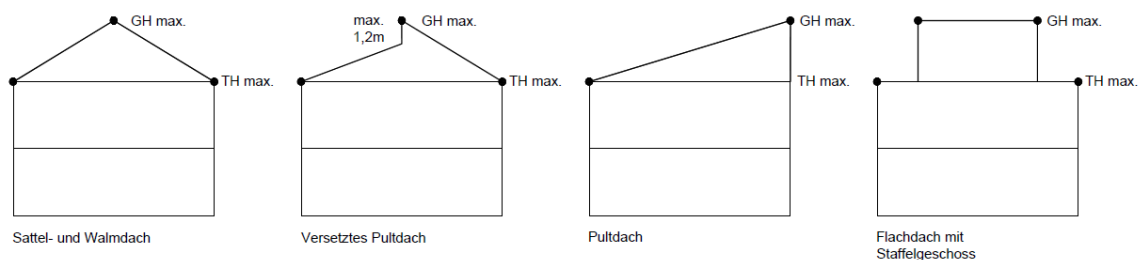 GH max.
TH max.
Sattel- und Walmdach
max.
1,2m
GH max.
TH max.
Versetztes Pultdach
GH max.
TH max.
Pultdach
GH max.
TH max.
Flachdach mit
Staffelgeschoss